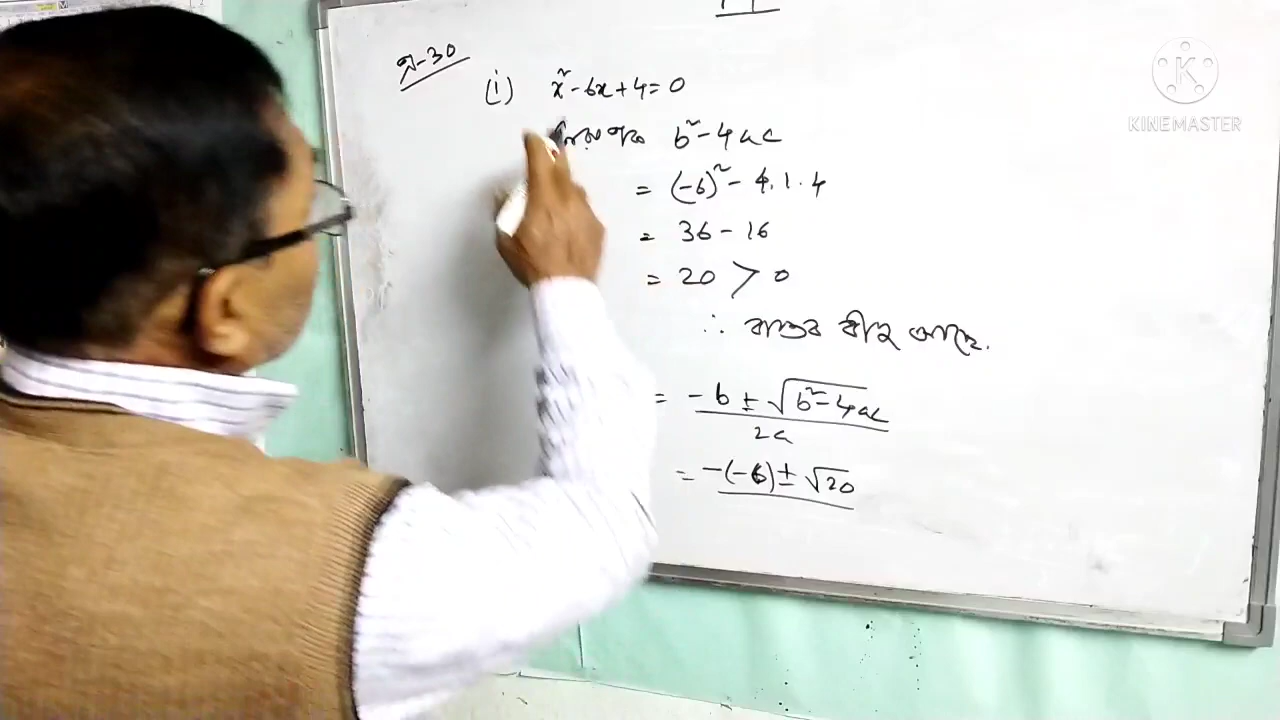 প্র-30
(i) x² - 6x + 4 = 0
b² - 4ac
= (-6)² - 4.1.4
= 36 - 16
= 20 > 0
∴ বাস্তব বীজ আছে.
= -b ± √b² - 4ac
2a
= -(-6) ± √20
K
KINEMASTER